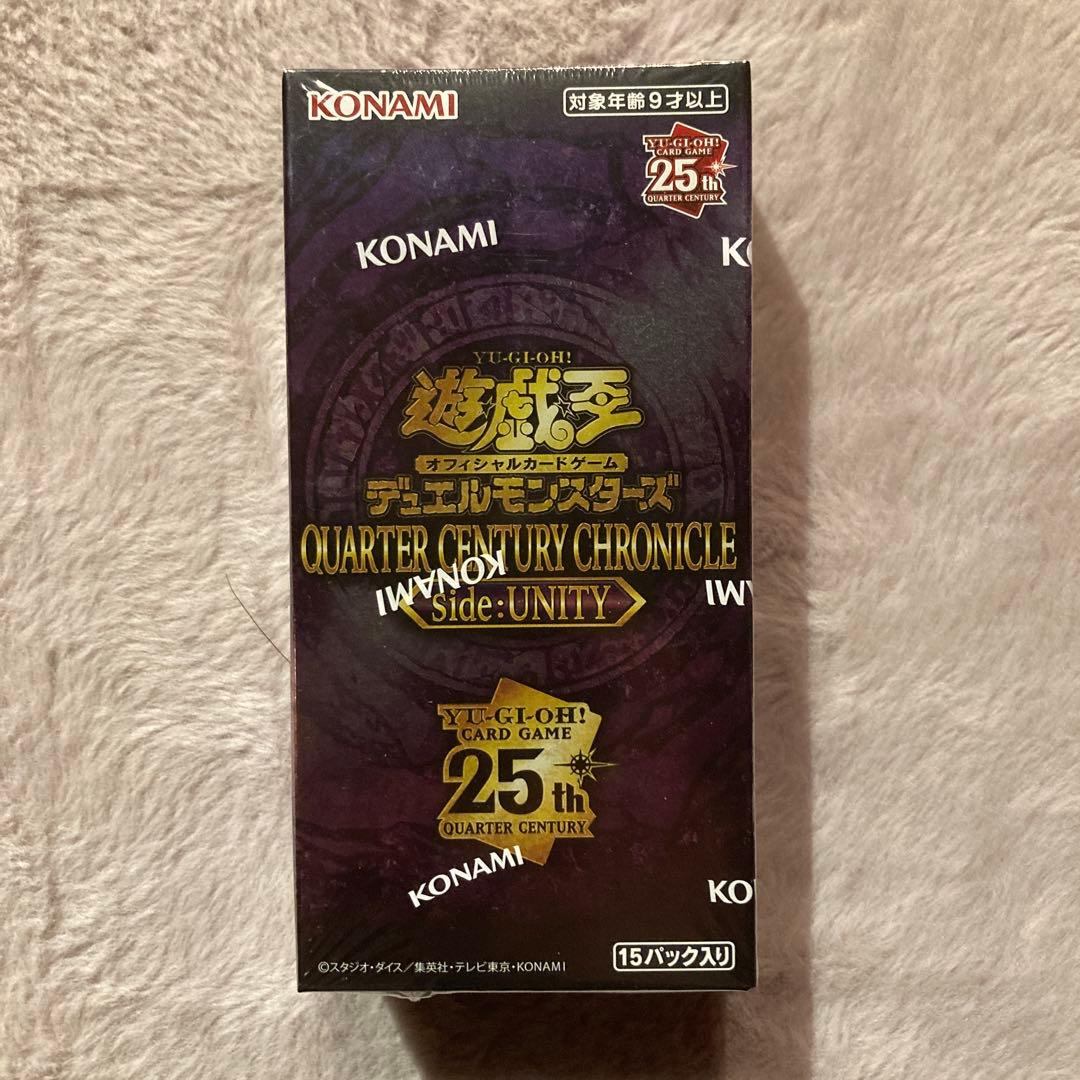 KONAMI
対象年齢9才以上
YU-GI-OH!
CARD GAME
25th
QUARTER CENTURY
KONAMI
K
YU-GI-OH!
遊戯王
オフィシャルカードゲーム
デュエルモンスターズ
QUARTER CENTURY CHRONICLE
KONAMI
side:UNITY
MI
YU-GI-OH!
CARD GAME
25th
QUARTER CENTURY
KONAMI
KO
15パック入り
©スタジオ・ダイス/集英社・テレビ東京・KONAMI